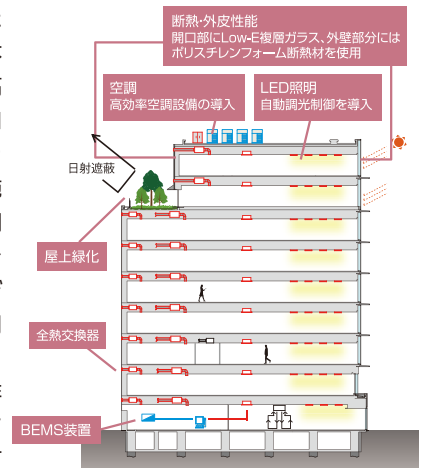 断熱・外皮性能
開口部にLow-E複層ガラス、外壁部分には
ポリスチレンフォーム断熱材を使用
空調
高効率空調設備の導入
LED照明
自動調光制御を導入
日射遮蔽
屋上緑化
全熱交換器
BEMS装置